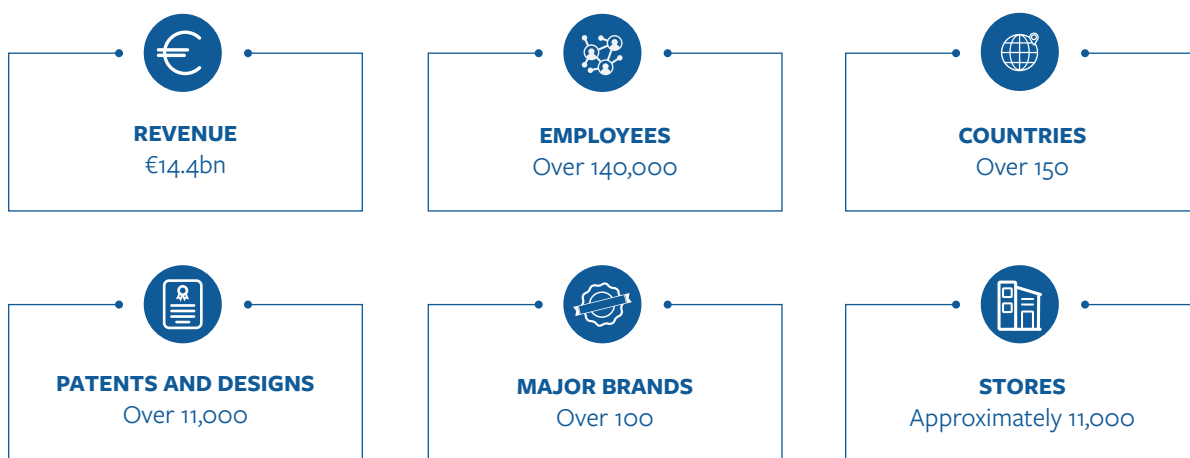 REVENUE
€14.4bn
EMPLOYEES
Over 140,000
COUNTRIES
Over 150
PATENTS AND DESIGNS
Over 11,000
MAJOR BRANDS
Over 100
STORES
Approximately 11,000